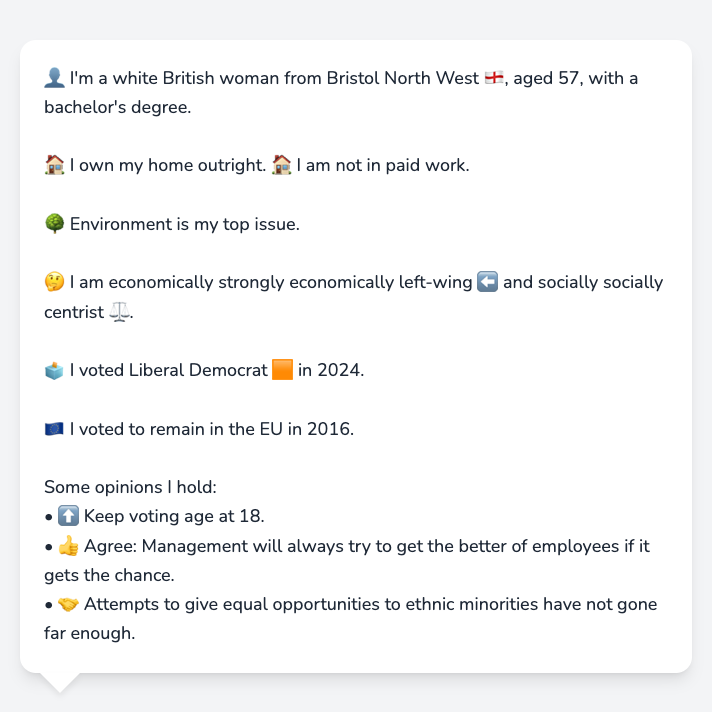 👤 I'm a white British woman from Bristol North West 🏴󠁧󠁢󠁥󠁮󠁧󠁿, aged 57, with a
bachelor's degree.
🏠 I own my home outright. 🏠 I am not in paid work.
🌳 Environment is my top issue.
🤔 I am economically strongly economically left-wing ⬅️ and socially socially
centrist ⚖️.
🗳️ I voted Liberal Democrat 🟧 in 2024.
🇪🇺 I voted to remain in the EU in 2016.
Some opinions I hold:
• ⬆️ Keep voting age at 18.
• 👍 Agree: Management will always try to get the better of employees if it
gets the chance.
• 🤝 Attempts to give equal opportunities to ethnic minorities have not gone
far enough.